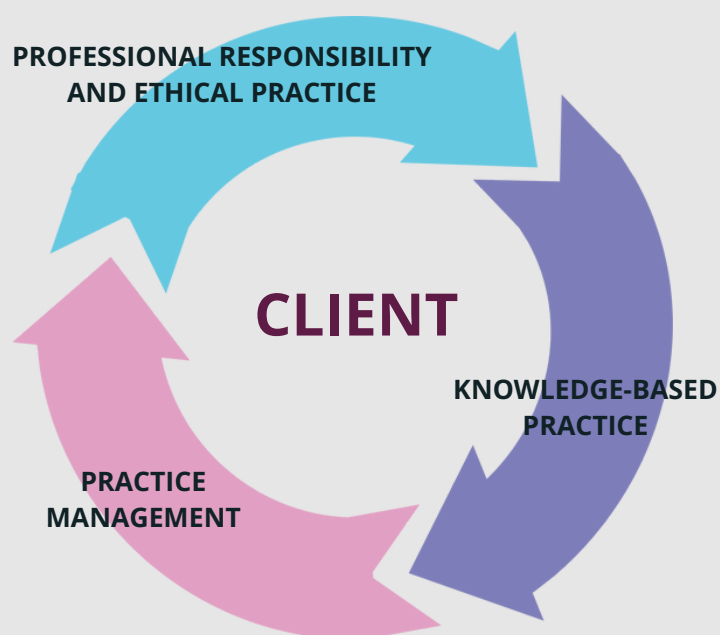 PROFESSIONAL RESPONSIBILITY
AND ETHICAL PRACTICE
CLIENT
KNOWLEDGE-BASED
PRACTICE
PRACTICE
MANAGEMENT